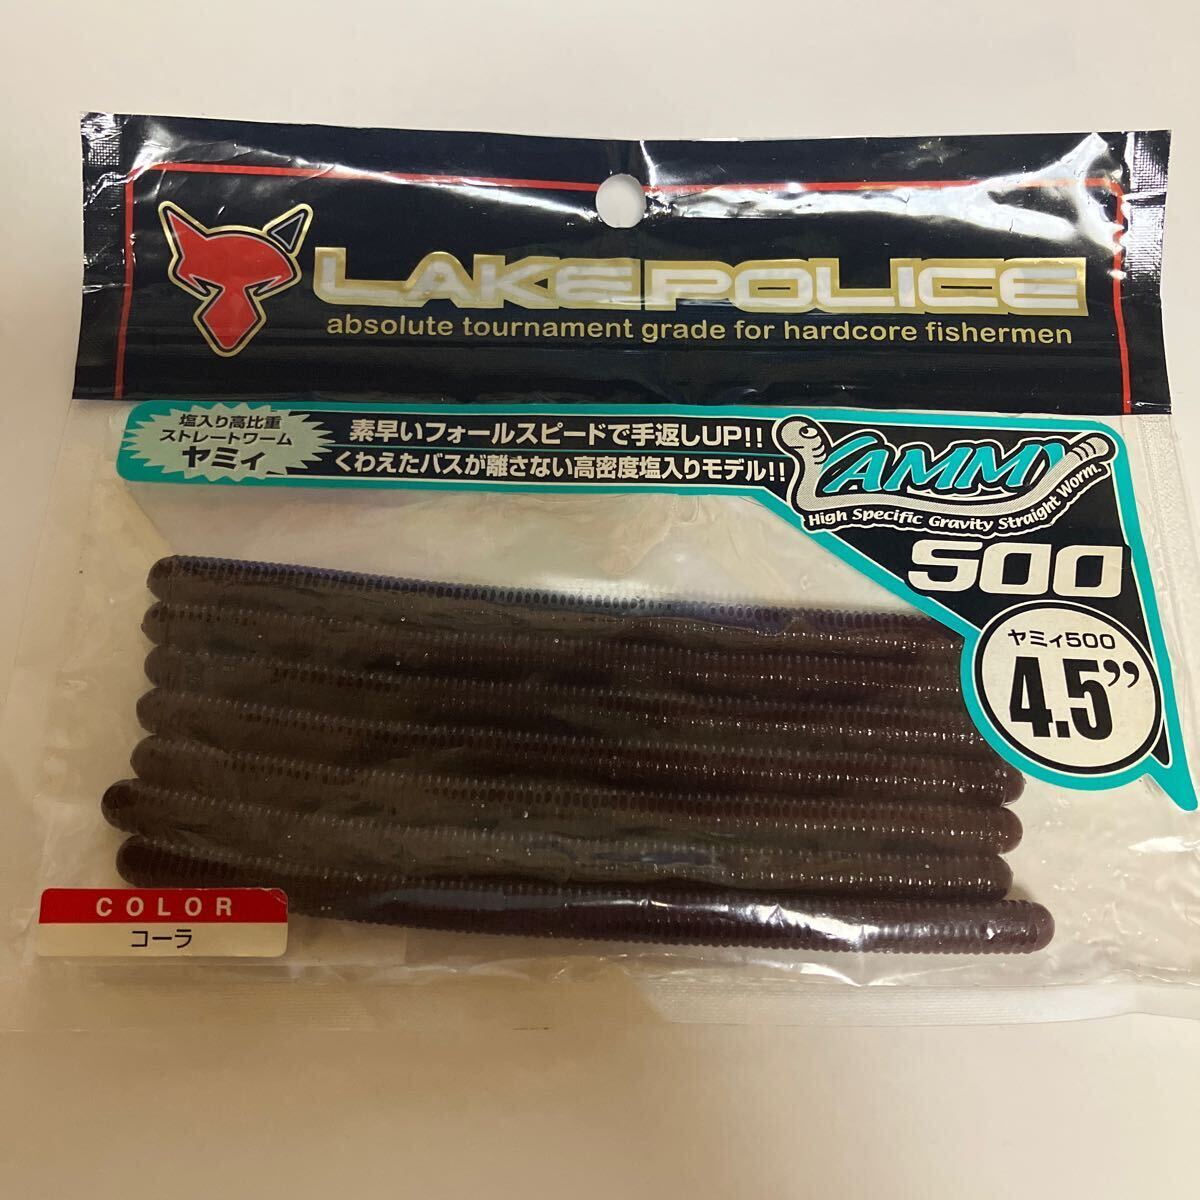 LAKEPOLICE
absolute tournament grade for hardcore fishermen
塩入り高比重
ストレートワーム
ヤミィ
素早いフォールスピードで手返しUP!!
くわえたバスが離さない高密度塩入りモデル!!
YAMMY
High Specific Gravity Straight Worm.
500
ヤミィ500
4.5”
COLOR
コーラ